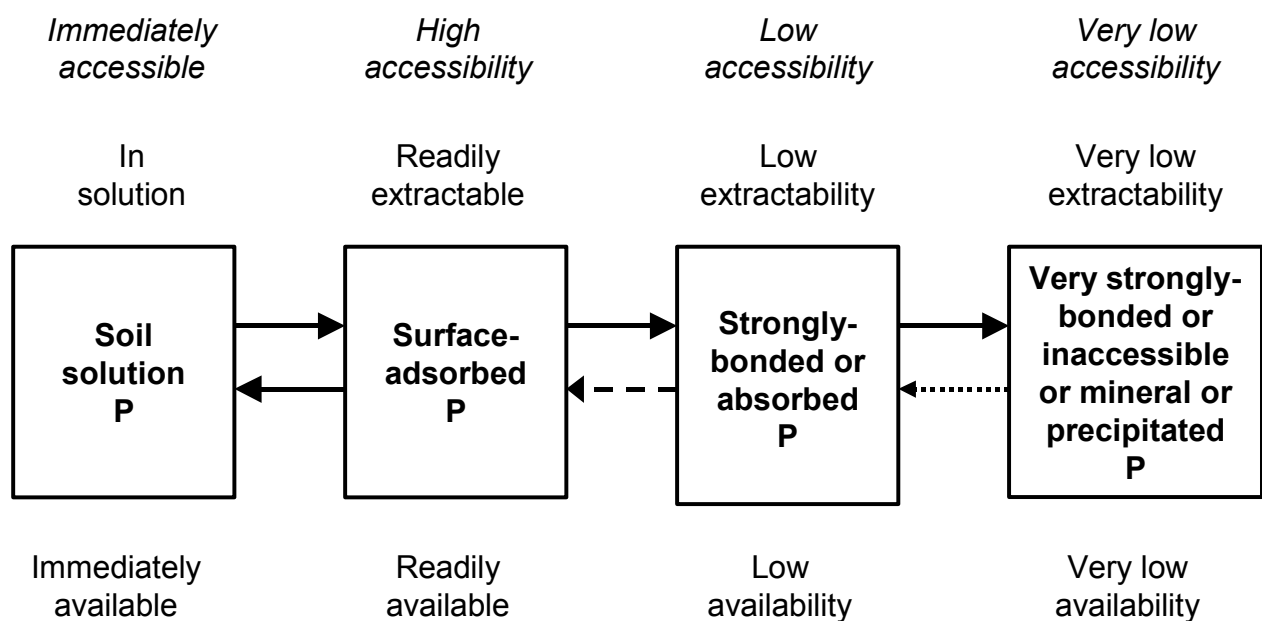 Immediately
accessible
High
accessibility
Low
accessibility
Very low
accessibility
In
solution
Readily
extractable
Low
extractability
Very low
extractability
Soil
solution
P
Surface-
adsorbed
P
Strongly-
bonded or
absorbed
P
Very strongly-
bonded or
inaccessible
or mineral or
precipitated
P
Immediately
available
Readily
available
Low
availability
Very low
availability